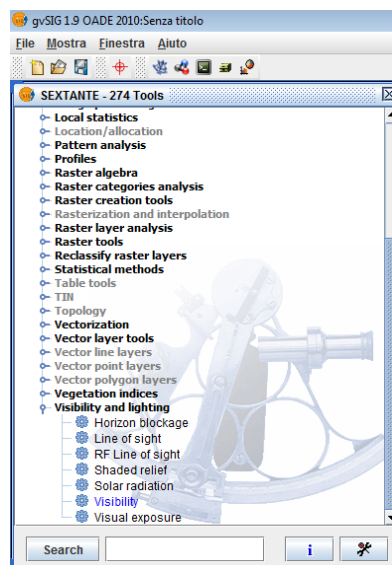 gvSIG 1.9 OADE 2010:Senza titolo
File Mostra Finestra Aiuto
SEXTANTE - 274 Tools
Local statistics
Location/allocation
Pattern analysis
Profiles
Raster algebra
Raster categories analysis
Raster creation tools
Rasterization and interpolation
Raster layer analysis
Raster tools
Reclassify raster layers
Statistical methods
Table tools
TIN
Topology
Vectorization
Vector layer tools
Vector line layers
Vector point layers
Vector polygon layers
Vegetation indices
Visibility and lighting
Horizon blockage
Line of sight
RF Line of sight
Shaded relief
Solar radiation
Visibility
Visual exposure
Search i